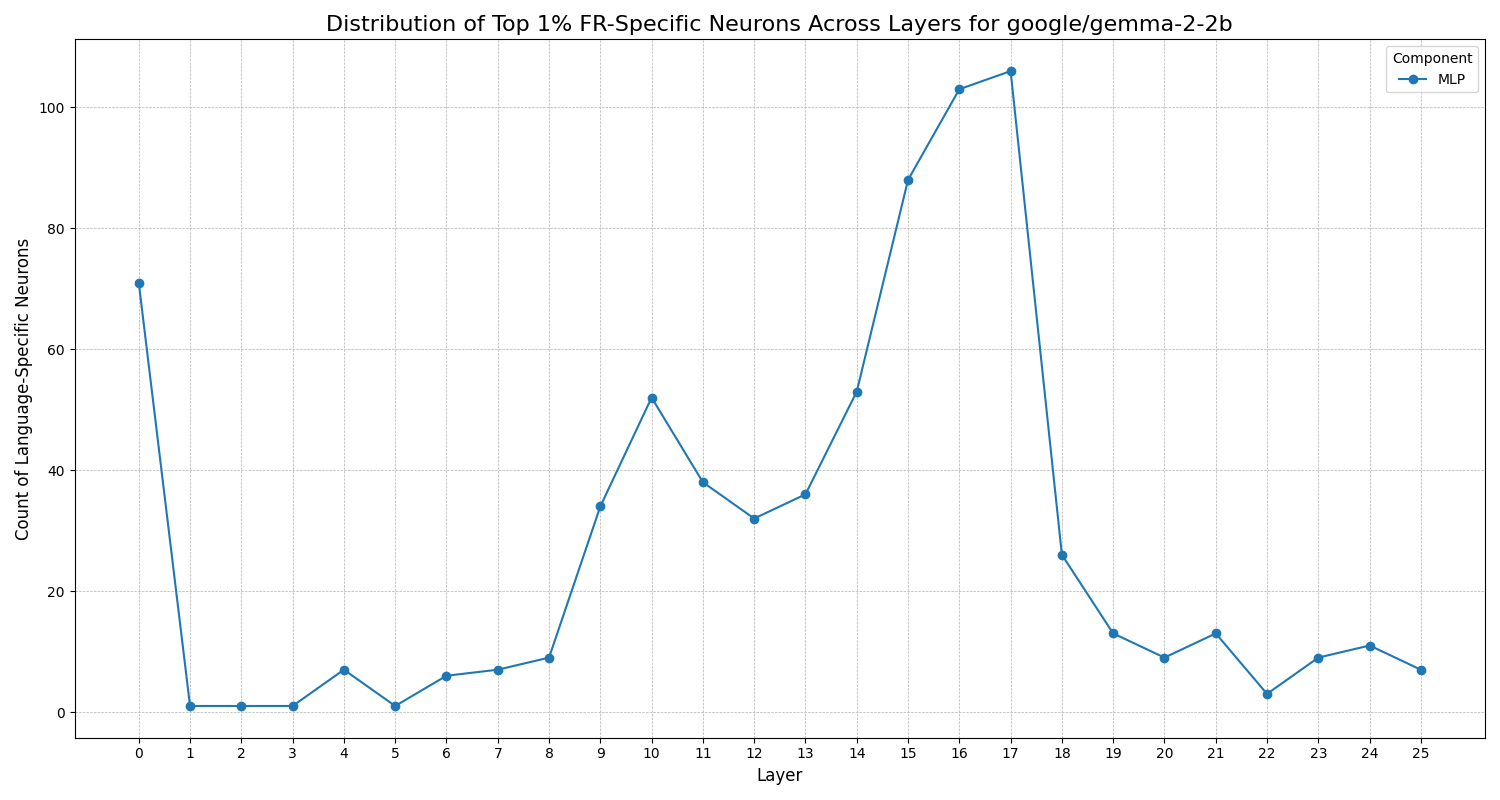 Distribution of Top 1% FR-Specific Neurons Across Layers for google/gemma-2-2b
Component
MLP
Count of Language-Specific Neurons
100
80
60
40
20
0
0 1 2 3 4 5 6 7 8 9 10 11 12 13 14 15 16 17 18 19 20 21 22 23 24 25
Layer